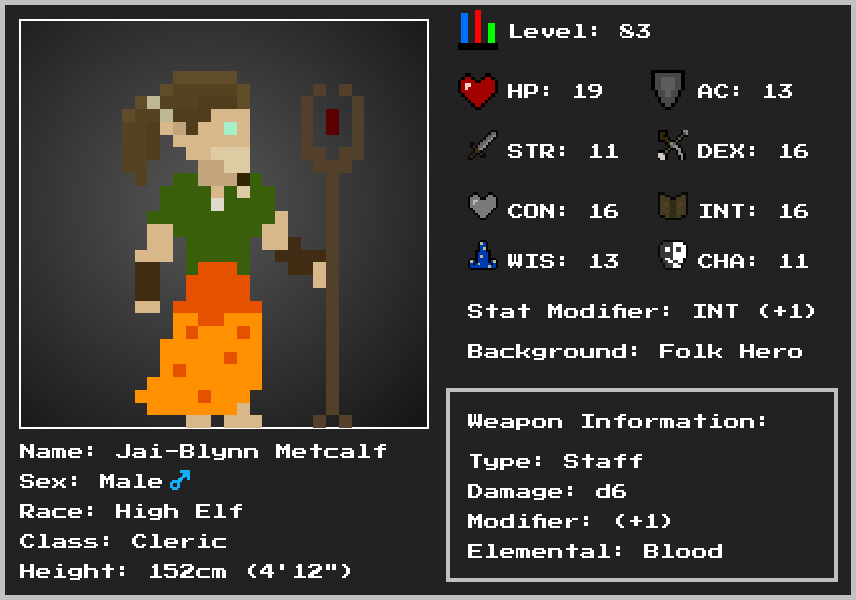 Level: 83
HP: 19
AC: 13
STR: 11
DEX: 16
CON: 16
INT: 16
WIS: 13
CHA: 11
Stat Modifier: INT (+1)
Background: Folk Hero
Name: Jai-Blynn Metcalf
Sex: Male♂
Race: High Elf
Class: Cleric
Height: 152cm (4'12")
Weapon Information:
Type: Staff
Damage: d6
Modifier: (+1)
Elemental: Blood